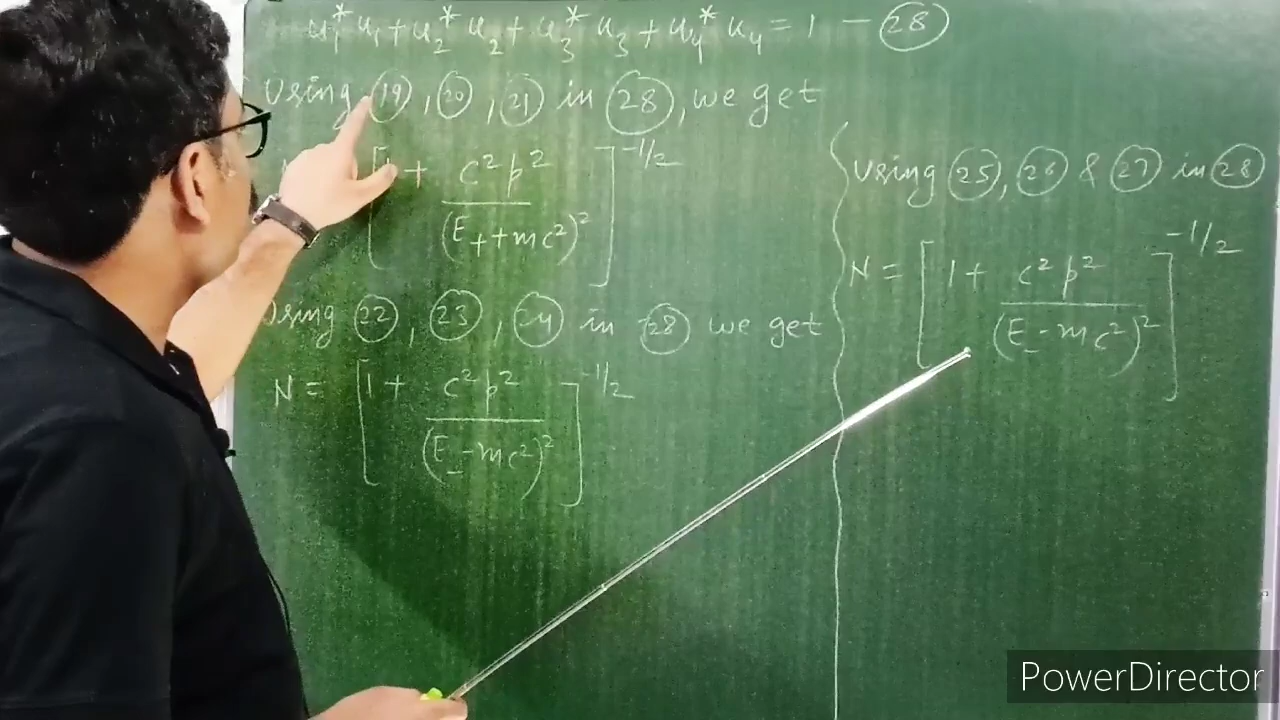 u₁* u₁ + u₂* u₂ + u₃* u₃ + u₄* u₄ = 1 — (28)
Using (19), (20), (21) in (28), we get
[1 + c²p² / (E₊ + mc²)²]^-1/2
Using (22), (23), (24) in (28) we get
N = [1 + c²p² / (E₋ - mc²)²]^-1/2
Using (25), (26) & (27) in (28)
N = [1 + c²p² / (E₋ - mc²)²]^-1/2
PowerDirector